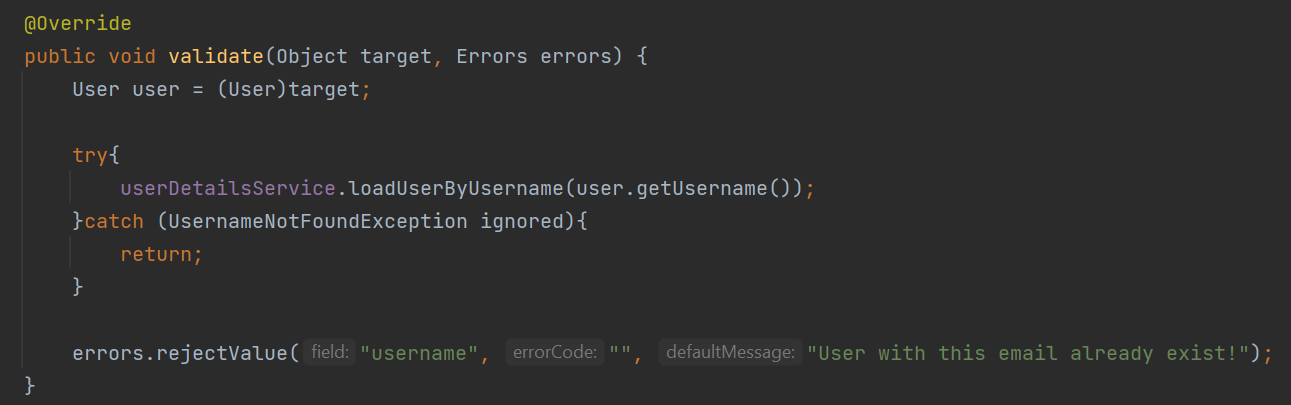 @Override
public void validate(Object target, Errors errors) {
User user = (User)target;
try{
userDetailsService.loadUserByUsername(user.getUsername());
}catch (UsernameNotFoundException ignored){
return;
}
errors.rejectValue( field: "username", errorCode: "", defaultMessage: "User with this email already exist!");
}